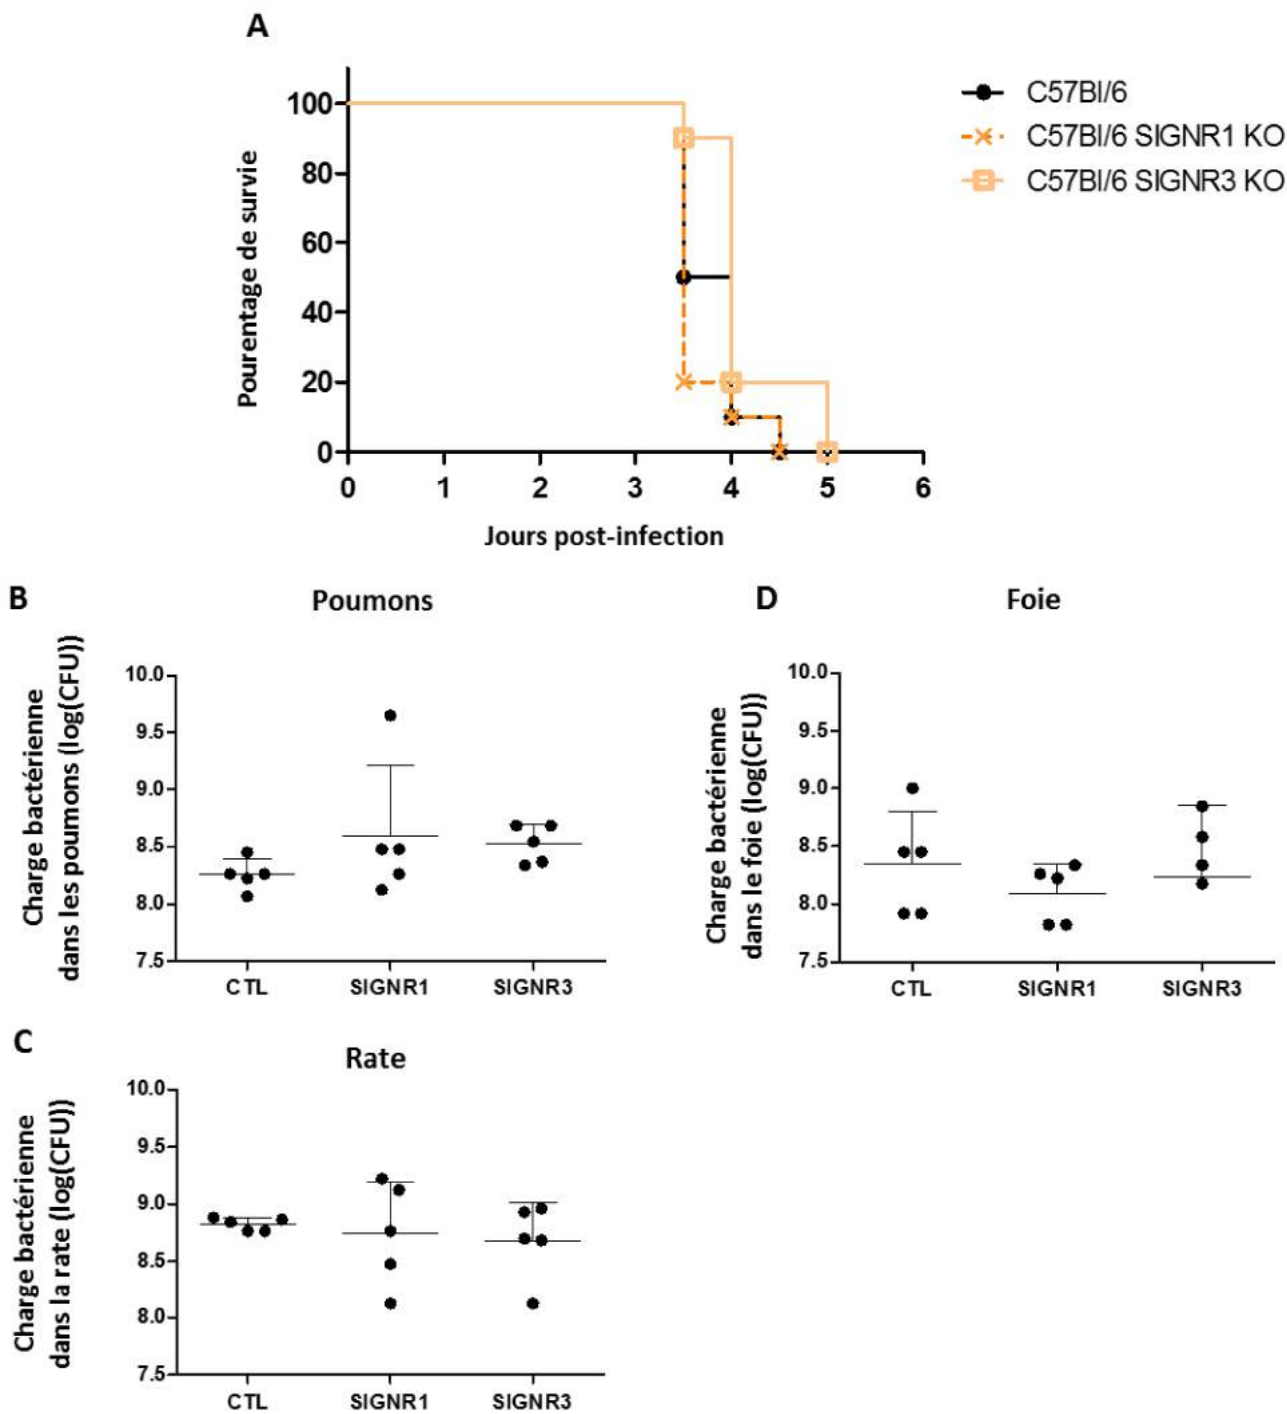 A
C57Bl/6
C57Bl/6 SIGNR1 KO
C57Bl/6 SIGNR3 KO
Pourentage de survie
100
80
60
40
20
0
0 1 2 3 4 5 6
Jours post-infection
B
Poumons
Charge bactérienne
dans les poumons (log(CFU))
10.0
9.5
9.0
8.5
8.0
7.5
CTL SIGNR1 SIGNR3
D
Foie
Charge bactérienne
dans le foie (log(CFU))
10.0
9.5
9.0
8.5
8.0
7.5
CTL SIGNR1 SIGNR3
C
Rate
Charge bactérienne
dans la rate (log(CFU))
10.0
9.5
9.0
8.5
8.0
7.5
CTL SIGNR1 SIGNR3